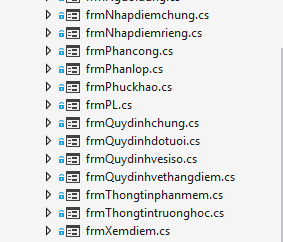 frmNhapdiemchung.cs
frmNhapdiemrieng.cs
frmPhancong.cs
frmPhanlop.cs
frmPhuckhao.cs
frmPL.cs
frmQuydinhchung.cs
frmQuydinhdotuoi.cs
frmQuydinhvesiso.cs
frmQuydinhvethangdiem.cs
frmThongtinphanmem.cs
frmThongtintruonghoc.cs
frmXemdiem.cs